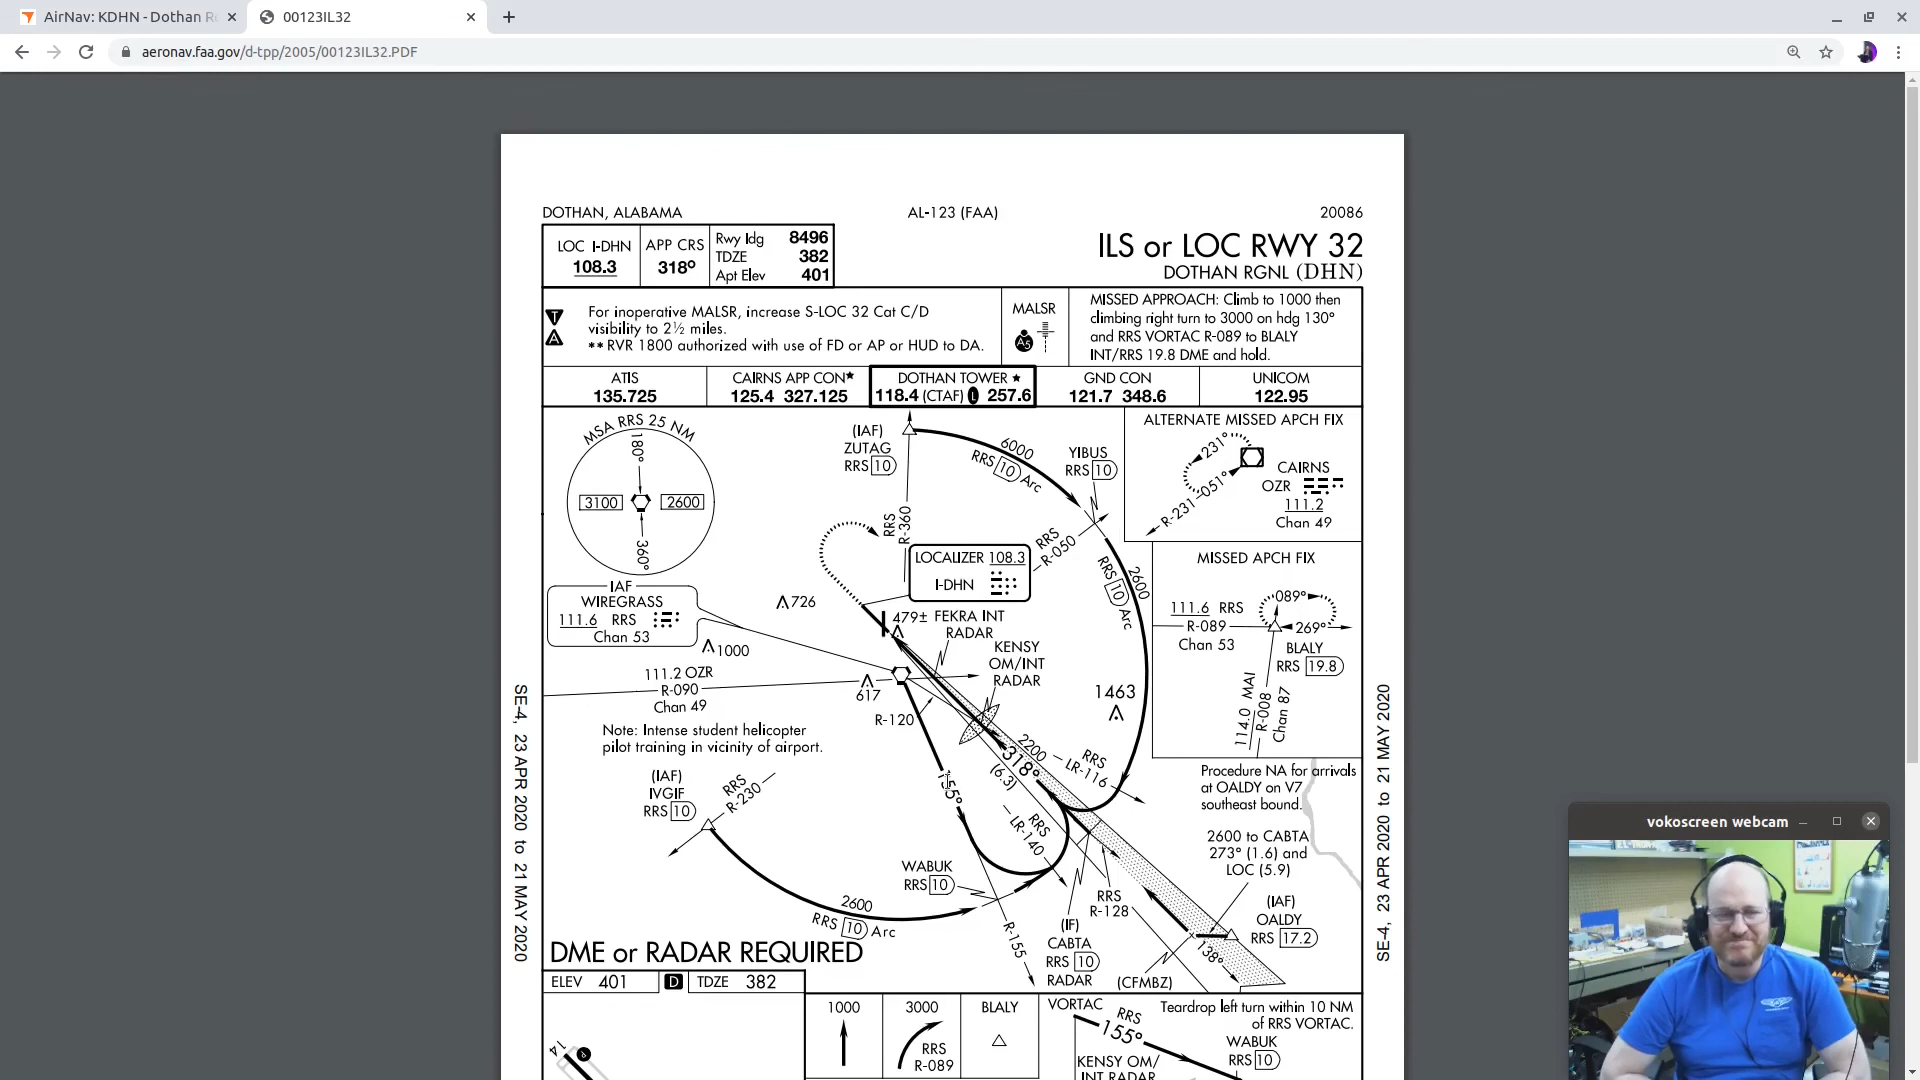 AirNav: KDHN - Dothan R
00123IL32
aeronav.faa.gov/d-tpp/2005/00123IL32.PDF
DOTHAN, ALABAMA
AL-123 (FAA)
20086
LOC I-DHN
108.3
APP CRS
318°
Rwy ldg 8496
TDZE 382
Apt Elev 401
ILS or LOC RWY 32
DOTHAN RGNL (DHN)
T
A
For inoperative MALSR, increase S-LOC 32 Cat C/D
visibility to 2½ miles.
** RVR 1800 authorized with use of FD or AP or HUD to DA.
MALSR
A5
MISSED APPROACH: Climb to 1000 then
climbing right turn to 3000 on hdg 130°
and RRS VORTAC R-089 to BLALY
INT/RRS 19.8 DME and hold.
ATIS
135.725
CAIRNS APP CON★
125.4 327.125
DOTHAN TOWER ★
118.4 (CTAF) L 257.6
GND CON
121.7 348.6
UNICOM
122.95
MSA RRS 25 NM
180°
3100
2600
360°
(IAF)
ZUTAG
RRS 10
6000
RRS 10 Arc
YIBUS
RRS 10
ALTERNATE MISSED APCH FIX
231°
R-231
051°
CAIRNS
OZR
111.2
Chan 49
RRS
R-360
LOCALIZER 108.3
I-DHN
RRS
R-050
2600
RRS 10 Arc
MISSED APCH FIX
111.6 RRS
R-089
Chan 53
089°
269°
BLALY
RRS 19.8
114.0 MAI
R-008
Chan 87
IAF
WIREGRASS
111.6 RRS
Chan 53
726
1000
479±
FEKRA INT
RADAR
KENSY
OM/INT
RADAR
111.2 OZR
R-090
Chan 49
617
R-120
1463
Note: Intense student helicopter
pilot training in vicinity of airport.
2200
318°
(6.3)
RRS
LR-116
155°
RRS
LR-140
Procedure NA for arrivals
at OALDY on V7
southeast bound.
(IAF)
IVGIF
RRS 10
RRS
R-230
2600 to CABTA
273° (1.6) and
LOC (5.9)
WABUK
RRS 10
2600
RRS 10 Arc
R-155
(IF)
CABTA
RRS 10
RADAR
RRS
R-128
(CFMBZ)
138°
(IAF)
OALDY
RRS 17.2
DME or RADAR REQUIRED
SE-4, 23 APR 2020 to 21 MAY 2020
SE-4, 23 APR 2020 to 21 MAY 2020
ELEV 401
D
TDZE 382
1000
3000
RRS
R-089
BLALY
VORTAC
RRS
155°
Teardrop left turn within 10 NM
of RRS VORTAC.
WABUK
RRS 10
KENSY OM/
INT RADAR
14
P
vokoscreen webcam